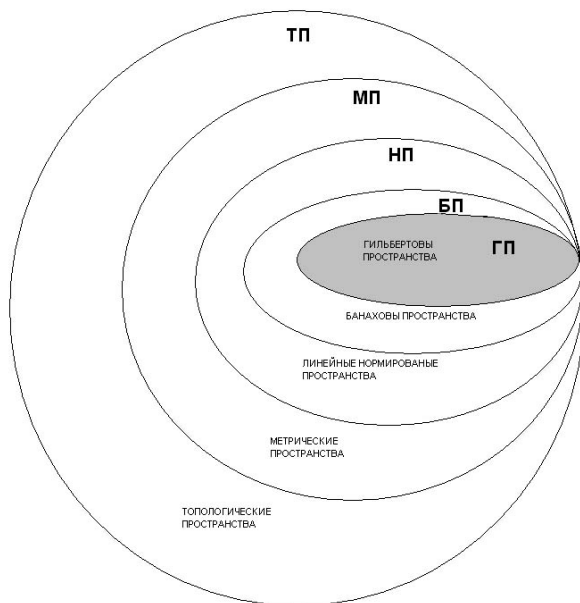 ТП
МП
НП
БП
ГИЛЬБЕРТОВЫ
ПРОСТРАНСТВА
ГП
БАНАХОВЫ ПРОСТРАНСТВА
ЛИНЕЙНЫЕ НОРМИРОВАНЫЕ
ПРОСТРАНСТВА
МЕТРИЧЕСКИЕ
ПРОСТРАНСТВА
ТОПОЛОГИЧЕСКИЕ
ПРОСТРАНСТВА